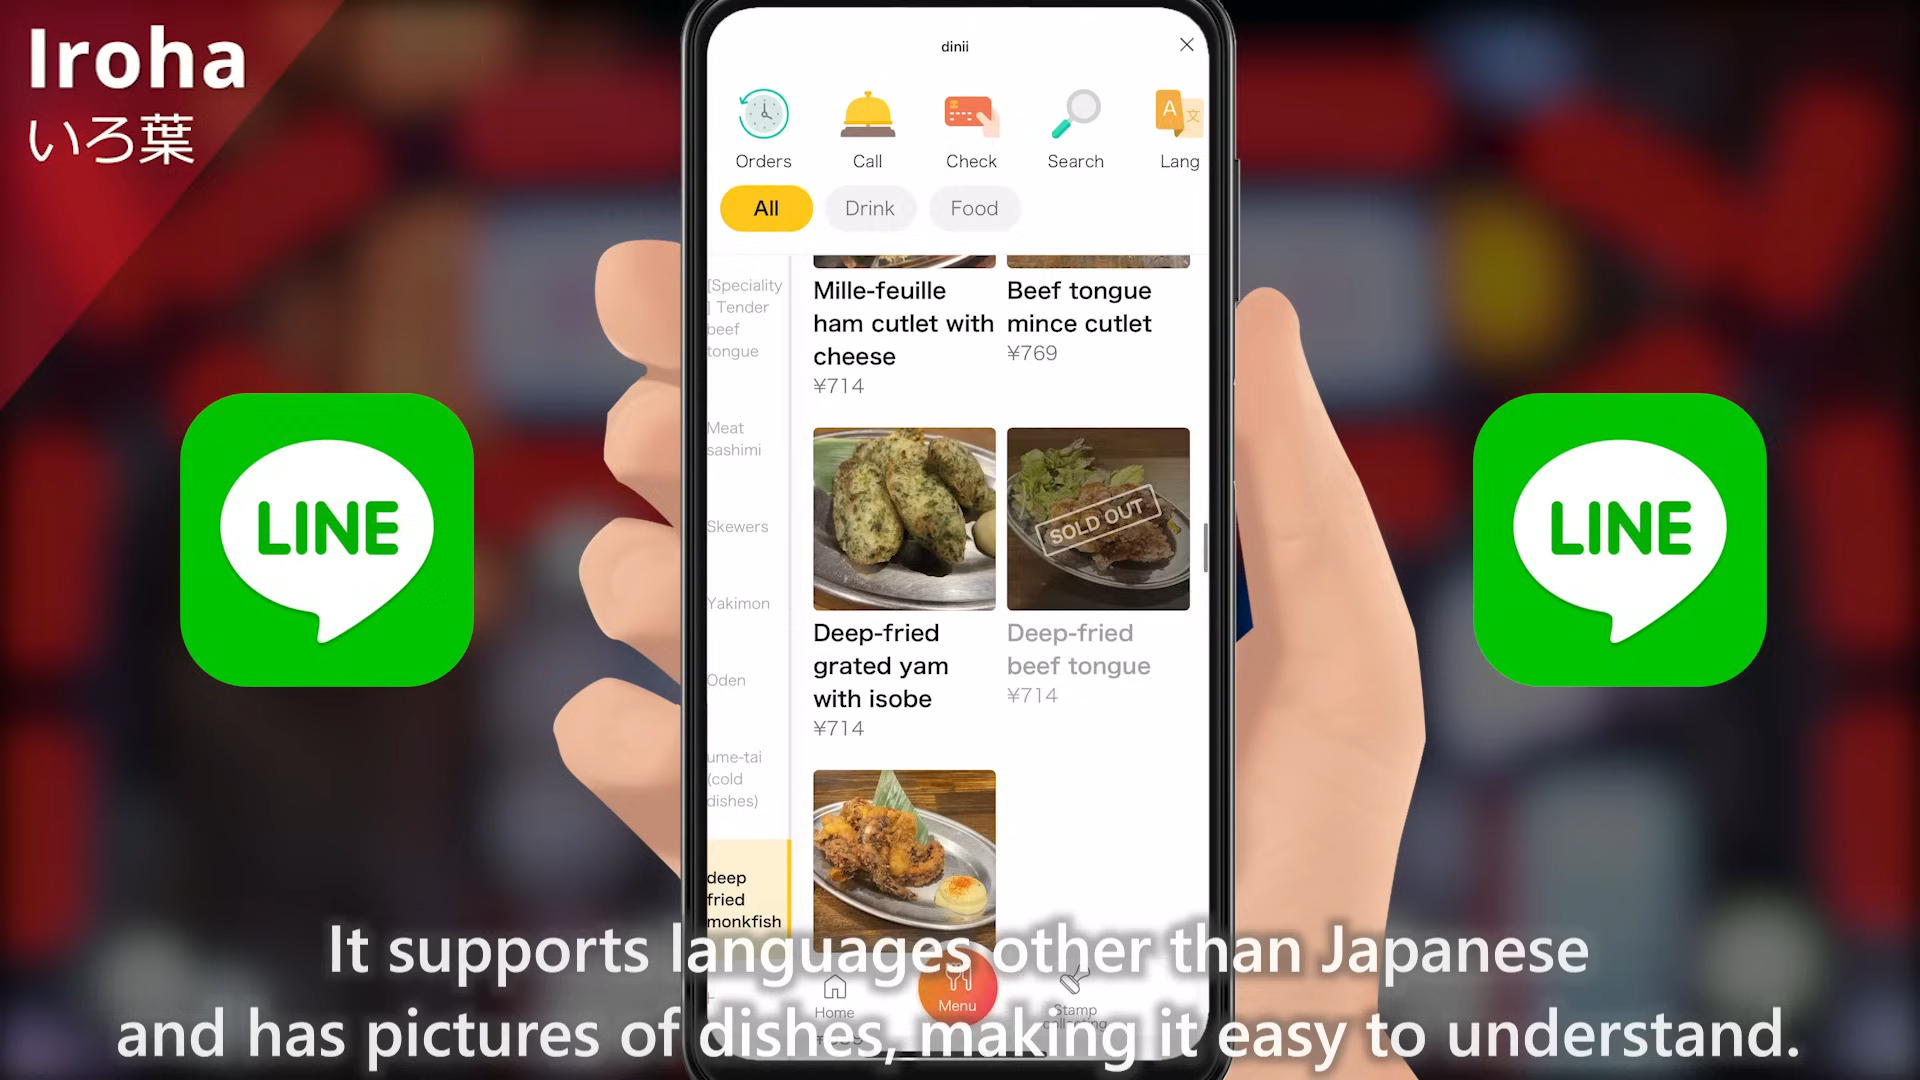 Iroha
いろ葉
dinii
Orders
Call
Check
Search
Lang
A
文
All
Drink
Food
[Speciality
] Tender
beef
tongue
Meat
sashimi
Skewers
Yakimon
Oden
ume-tai
(cold
dishes)
deep
fried
monkfish
Mille-feuille
ham cutlet with
cheese
¥714
Beef tongue
mince cutlet
¥769
SOLD OUT
Deep-fried
grated yam
with isobe
¥714
Deep-fried
beef tongue
¥714
LINE
LINE
Home
Menu
Stamp
collecting
It supports languages other than Japanese
and has pictures of dishes, making it easy to understand.